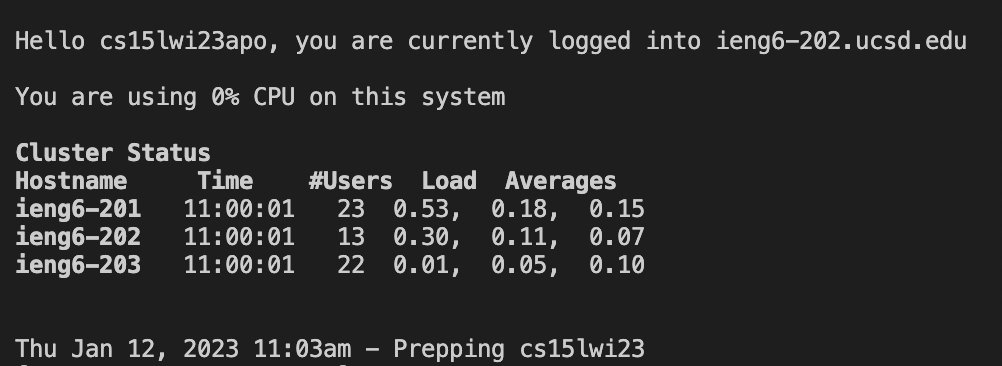 Hello cs15lwi23apo, you are currently logged into ieng6-202.ucsd.edu
You are using 0% CPU on this system
Cluster Status
Hostname     Time    #Users  Load  Averages
ieng6-201   11:00:01   23  0.53,  0.18,  0.15
ieng6-202   11:00:01   13  0.30,  0.11,  0.07
ieng6-203   11:00:01   22  0.01,  0.05,  0.10
Thu Jan 12, 2023 11:03am - Prepping cs15lwi23